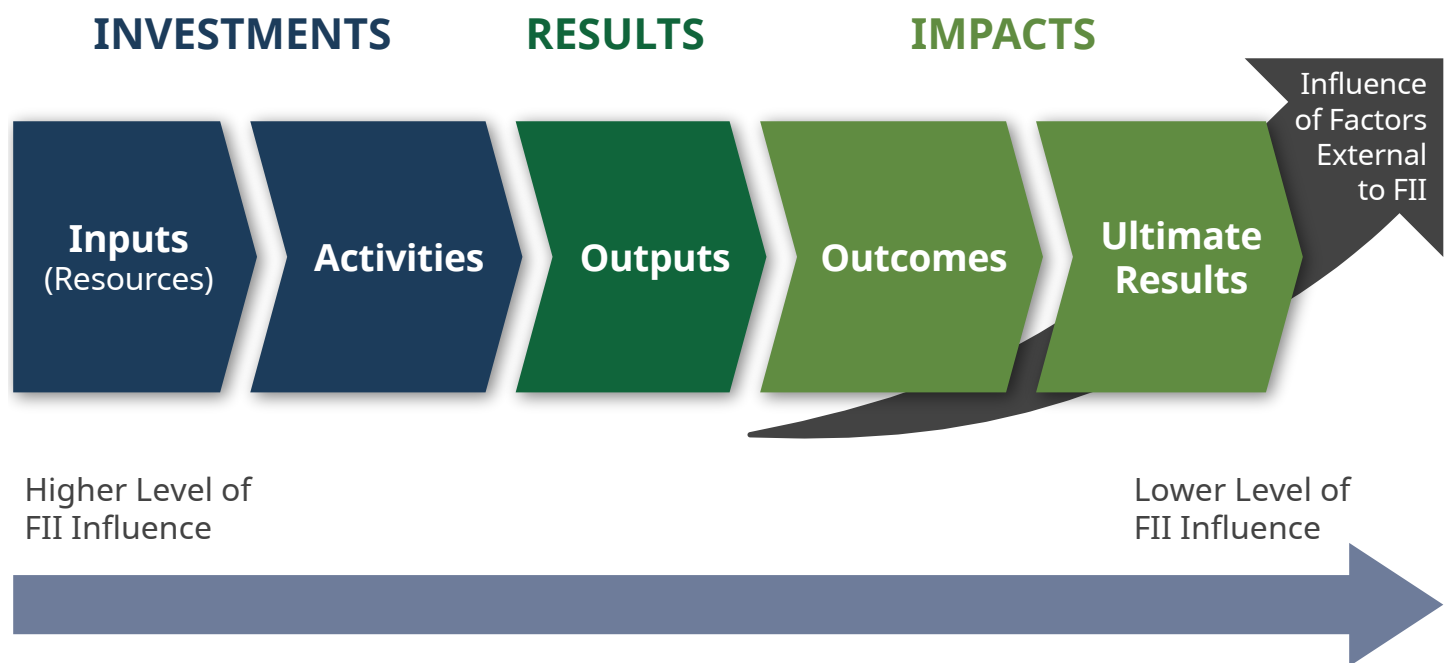 INVESTMENTS
RESULTS
IMPACTS
Influence
of Factors
External
to FII
Inputs
(Resources)
Activities
Outputs
Outcomes
Ultimate
Results
Higher Level of
FII Influence
Lower Level of
FII Influence